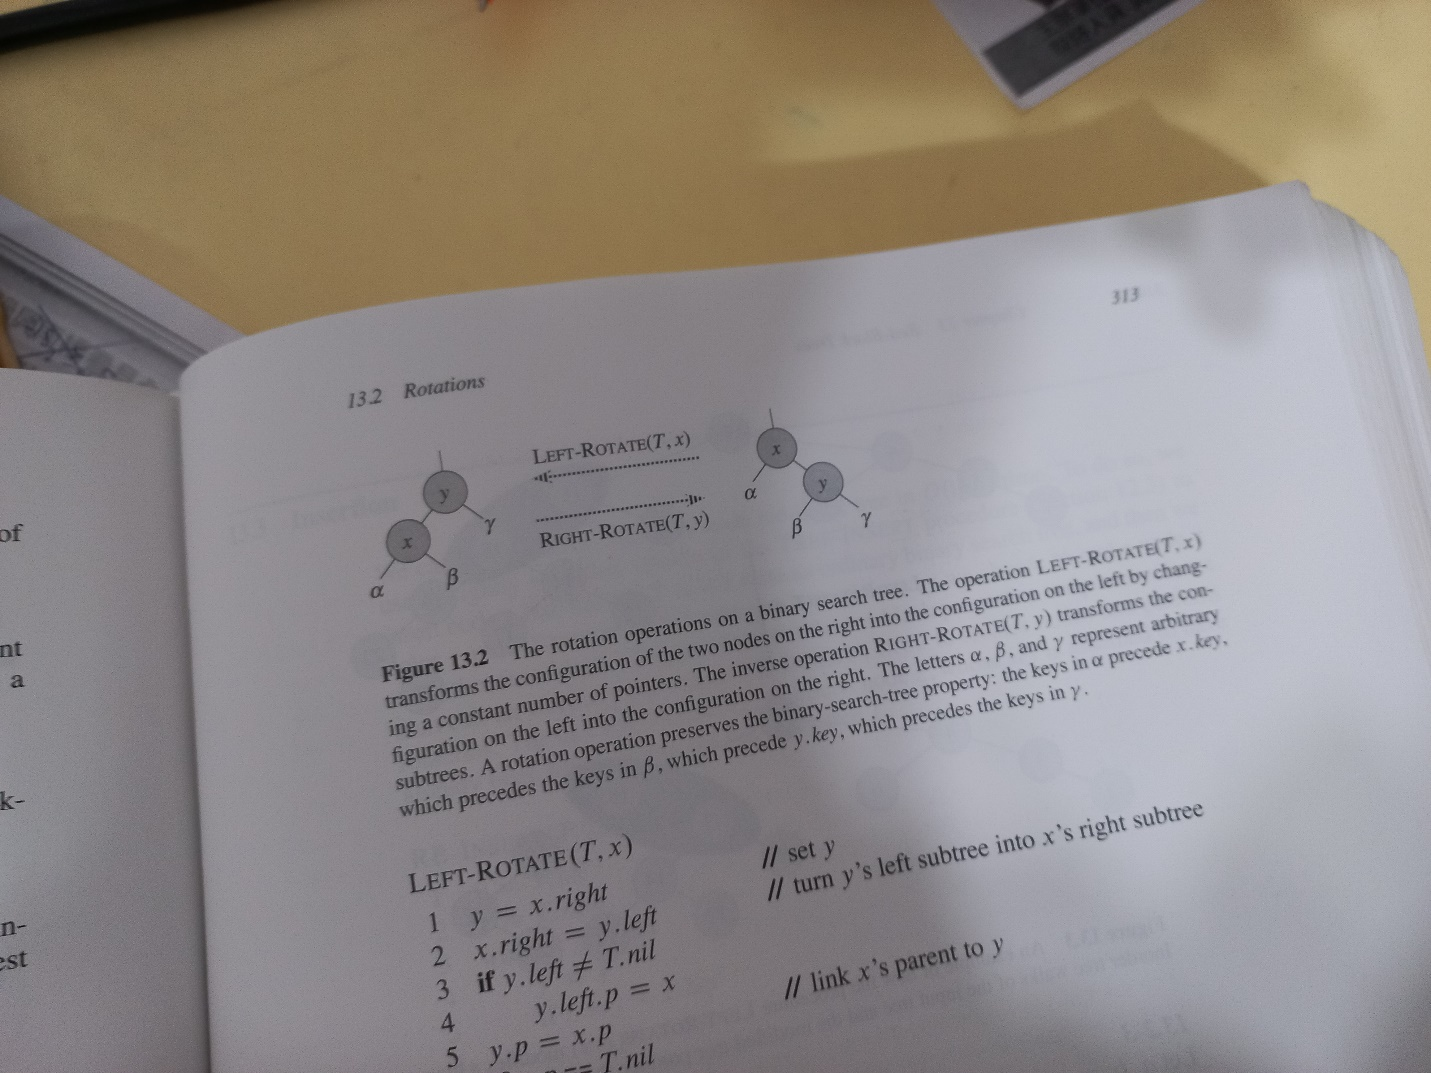 313
13.2 Rotations
LEFT-ROTATE(T, x)
RIGHT-ROTATE(T, y)
y
x
α
β
γ
x
y
α
β
γ
Figure 13.2 The rotation operations on a binary search tree. The operation LEFT-ROTATE(T, x)
transforms the configuration of the two nodes on the right into the configuration on the left by chang-
ing a constant number of pointers. The inverse operation RIGHT-ROTATE(T, y) transforms the con-
figuration on the left into the configuration on the right. The letters α, β, and γ represent arbitrary
subtrees. A rotation operation preserves the binary-search-tree property: the keys in α precede x.key,
which precedes the keys in β, which precede y.key, which precedes the keys in γ.
LEFT-ROTATE(T, x)
1 y = x.right // set y
2 x.right = y.left // turn y's left subtree into x's right subtree
3 if y.left ≠ T.nil
4 y.left.p = x
5 y.p = x.p // link x's parent to y
== T.nil
of
nt
a
k-
n-
est